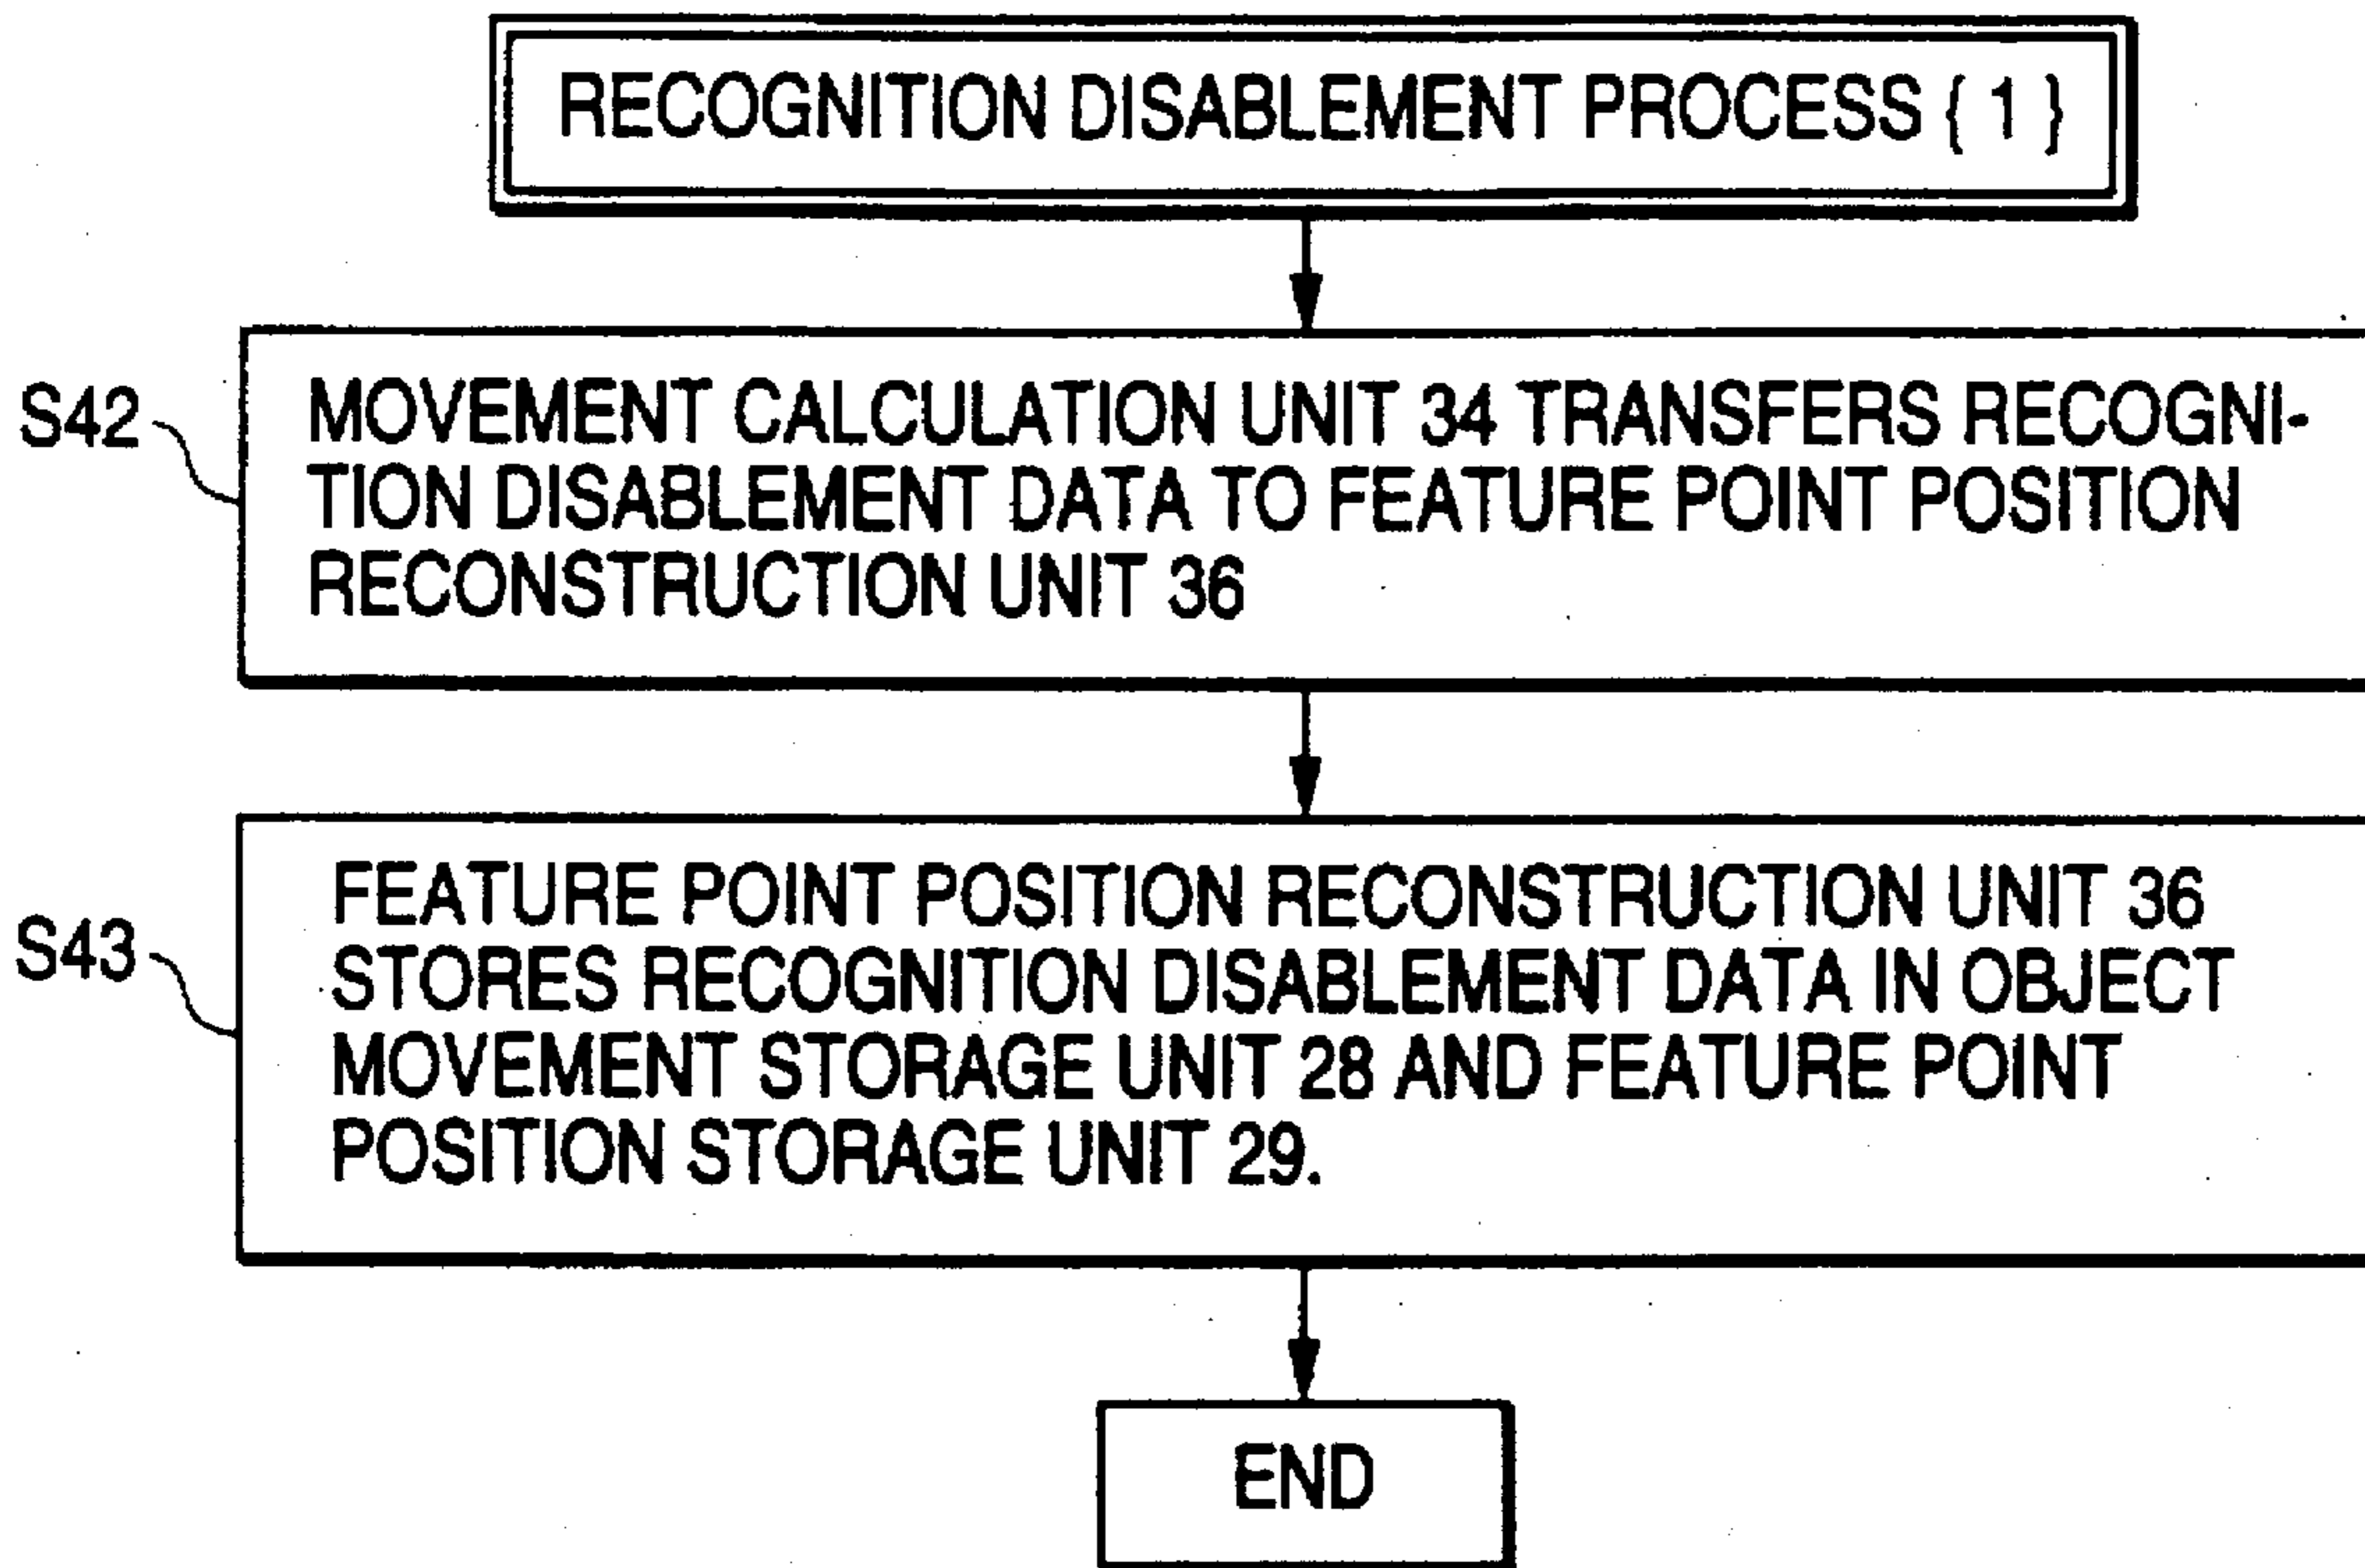 RECOGNITION DISABLEMENT PROCESS { 1 }
S42
MOVEMENT CALCULATION UNIT 34 TRANSFERS RECOGNI-
TION DISABLEMENT DATA TO FEATURE POINT POSITION
RECONSTRUCTION UNIT 36
S43
FEATURE POINT POSITION RECONSTRUCTION UNIT 36
STORES RECOGNITION DISABLEMENT DATA IN OBJECT
MOVEMENT STORAGE UNIT 28 AND FEATURE POINT
POSITION STORAGE UNIT 29.
END